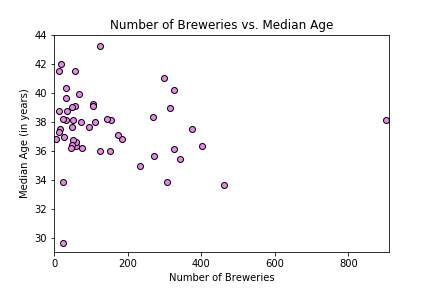 Number of Breweries vs. Median Age
Median Age (in years)
44
42
40
38
36
34
32
30
0 200 400 600 800
Number of Breweries